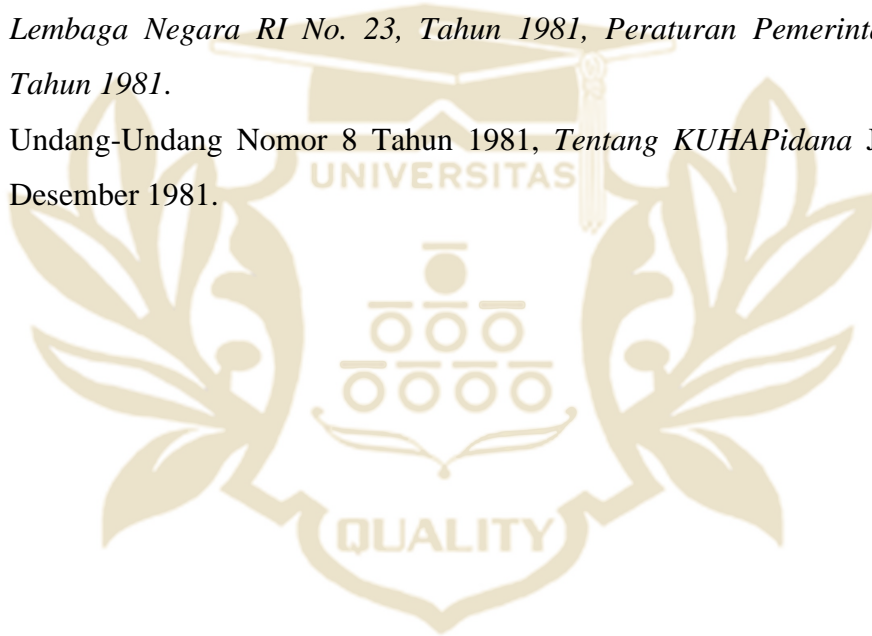 Lembaga Negara RI No. 23, Tahun 1981, Peraturan
Tahun 1981.
Undang-Undang Nomor 8 Tahun 1981, Tentang KUHAPidana
Desember 1981.
UNIVERSITAS
QUALITY